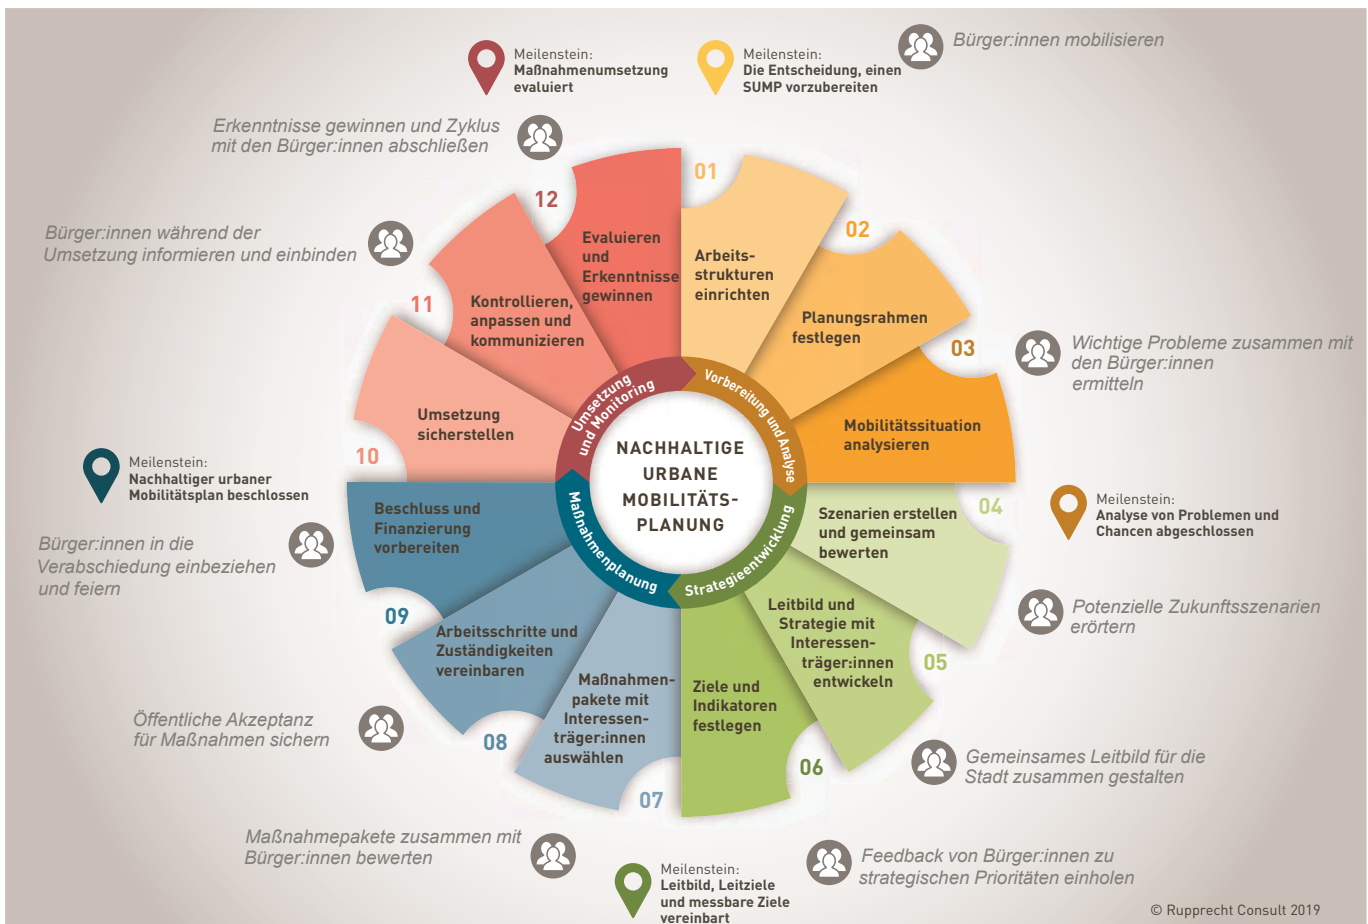 Meilenstein:
Maßnahmenumsetzung
evaluiert
Meilenstein:
Die Entscheidung, einen
SUMP vorzubereiten
Bürger:innen mobilisieren
Erkenntnisse gewinnen und Zyklus
mit den Bürger:innen abschließen
Bürger:innen während der
Umsetzung informieren und einbinden
Wichtige Probleme zusammen mit
den Bürger:innen
ermitteln
01
Arbeits-
strukturen
einrichten
02
Planungsrahmen
festlegen
03
Mobilitätssituation
analysieren
04
Szenarien erstellen
und gemeinsam
bewerten
05
Leitbild und
Strategie mit
Interessen-
träger:innen
entwickeln
06
Ziele und
Indikatoren
festlegen
07
Maßnahmen-
pakete mit
Interessen-
träger:innen
auswählen
08
Arbeitsschritte und
Zuständigkeiten
vereinbaren
09
Beschluss und
Finanzierung
vorbereiten
10
Umsetzung
sicherstellen
11
Kontrollieren,
anpassen und
kommunizieren
12
Evaluieren
und
Erkenntnisse
gewinnen
Vorbereitung und Analyse
Strategieentwicklung
Maßnahmenplanung
Umsetzung
und Monitoring
NACHHALTIGE
URBANE
MOBILITÄTS-
PLANUNG
Meilenstein:
Nachhaltiger urbaner
Mobilitätsplan beschlossen
Meilenstein:
Analyse von Problemen und
Chancen abgeschlossen
Bürger:innen in die
Verabschiedung einbeziehen
und feiern
Potenzielle Zukunftsszenarien
erörtern
Öffentliche Akzeptanz
für Maßnahmen sichern
Gemeinsames Leitbild für die
Stadt zusammen gestalten
Maßnahmepakete zusammen mit
Bürger:innen bewerten
Meilenstein:
Leitbild, Leitziele
und messbare Ziele
vereinbart
Feedback von Bürger:innen zu
strategischen Prioritäten einholen
© Rupprecht Consult 2019